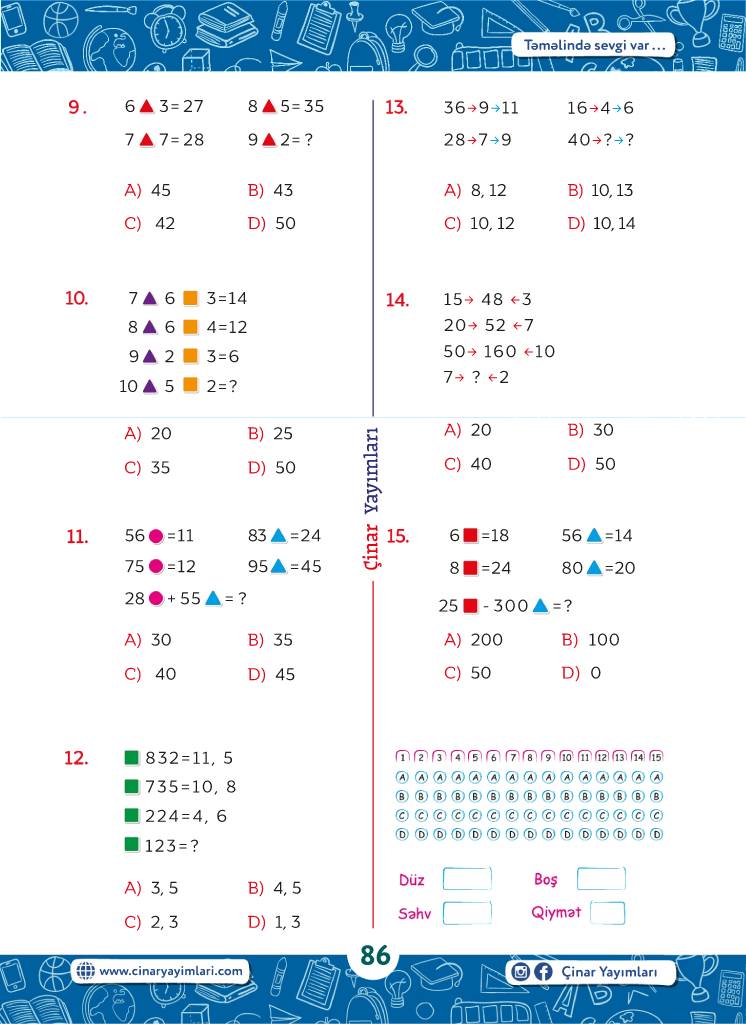 Təməlində sevgi var ...
9. 6 ▲ 3 = 27 8 ▲ 5 = 35
7 ▲ 7 = 28 9 ▲ 2 = ?
A) 45 B) 43
C) 42 D) 50
10. 7 ▲ 6 ■ 3 = 14
8 ▲ 6 ■ 4 = 12
9 ▲ 2 ■ 3 = 6
10 ▲ 5 ■ 2 = ?
A) 20 B) 25
C) 35 D) 50
11. 56 ● = 11 83 ▲ = 24
75 ● = 12 95 ▲ = 45
28 ● + 55 ▲ = ?
A) 30 B) 35
C) 40 D) 45
12. ■ 832 = 11, 5
■ 735 = 10, 8
■ 224 = 4, 6
■ 123 = ?
A) 3, 5 B) 4, 5
C) 2, 3 D) 1, 3
Çinar Yayımları
13. 36→9→11 16→4→6
28→7→9 40→?→?
A) 8, 12 B) 10, 13
C) 10, 12 D) 10, 14
14. 15→ 48 ←3
20→ 52 ←7
50→ 160 ←10
7→ ? ←2
A) 20 B) 30
C) 40 D) 50
15. 6 ■ = 18 56 ▲ = 14
8 ■ = 24 80 ▲ = 20
25 ■ - 300 ▲ = ?
A) 200 B) 100
C) 50 D) 0
1 2 3 4 5 6 7 8 9 10 11 12 13 14 15
A A A A A A A A A A A A A A A
B B B B B B B B B B B B B B B
C C C C C C C C C C C C C C C
D D D D D D D D D D D D D D D
Düz Boş
Səhv Qiymət
86
www.cinaryayimlari.com
Çinar Yayımları